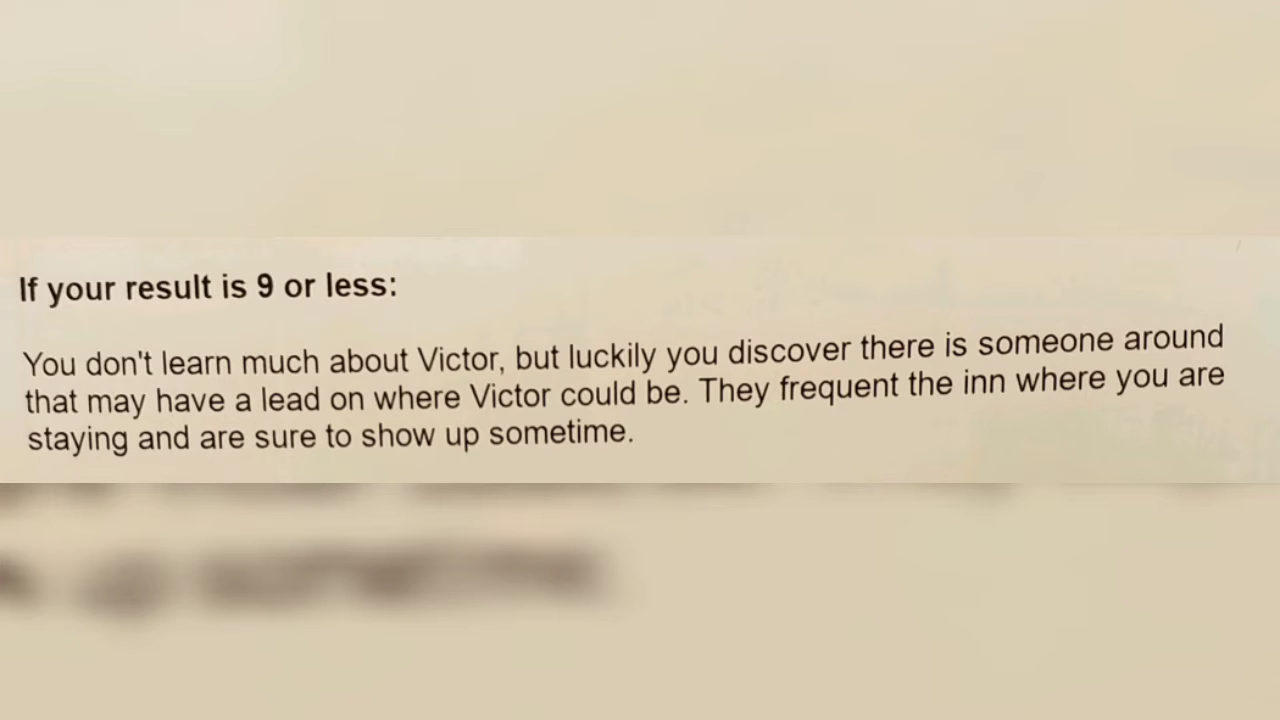 If your result is 9 or less:
You don't learn much about Victor, but luckily you discover there is someone around
that may have a lead on where Victor could be. They frequent the inn where you are
staying and are sure to show up sometime.